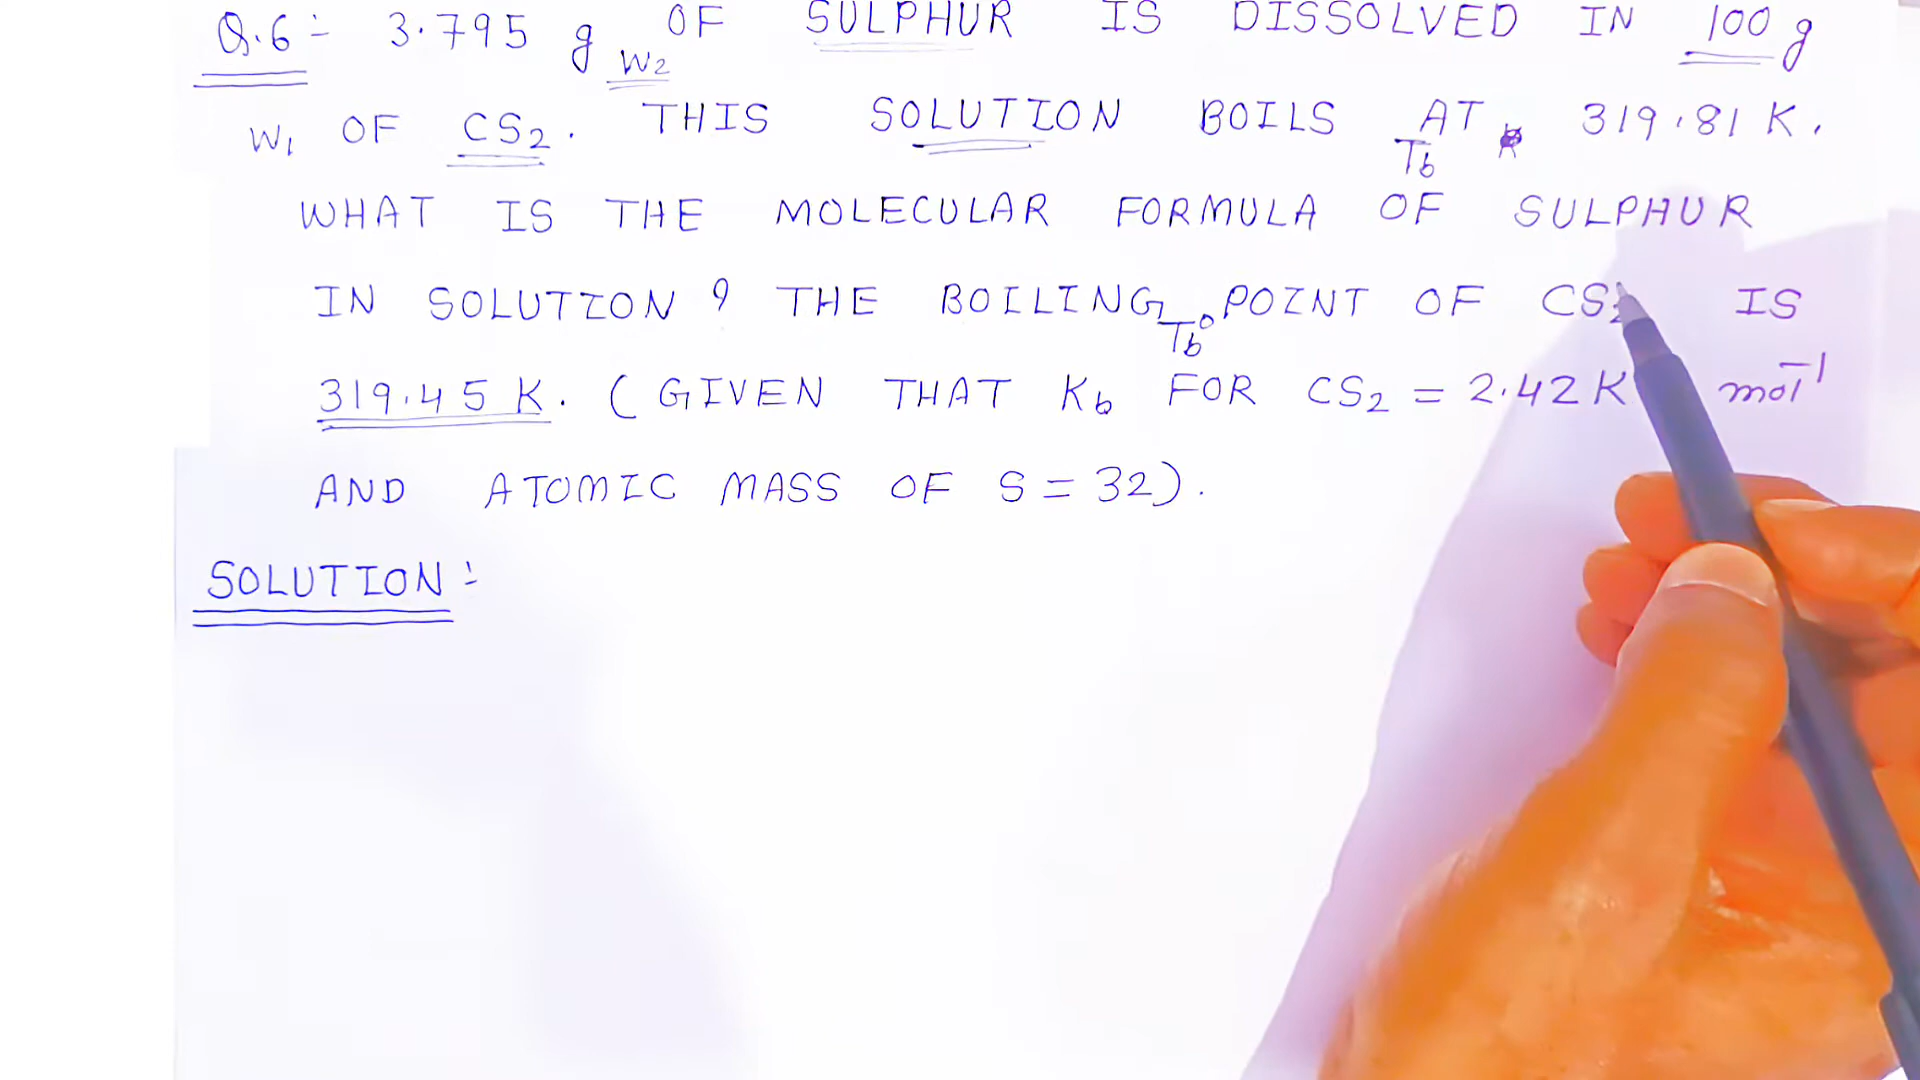 Q.6:- 3.795 g OF SULPHUR IS DISSOLVED IN 100 g
W2
W1 OF CS2. THIS SOLUTION BOILS AT 319.81 K.
Tb
WHAT IS THE MOLECULAR FORMULA OF SULPHUR
IN SOLUTION ? THE BOILING POINT OF CS2 IS
Tb°
319.45 K. (GIVEN THAT Kb FOR CS2 = 2.42 K mol⁻¹
AND ATOMIC MASS OF S = 32).
SOLUTION :-